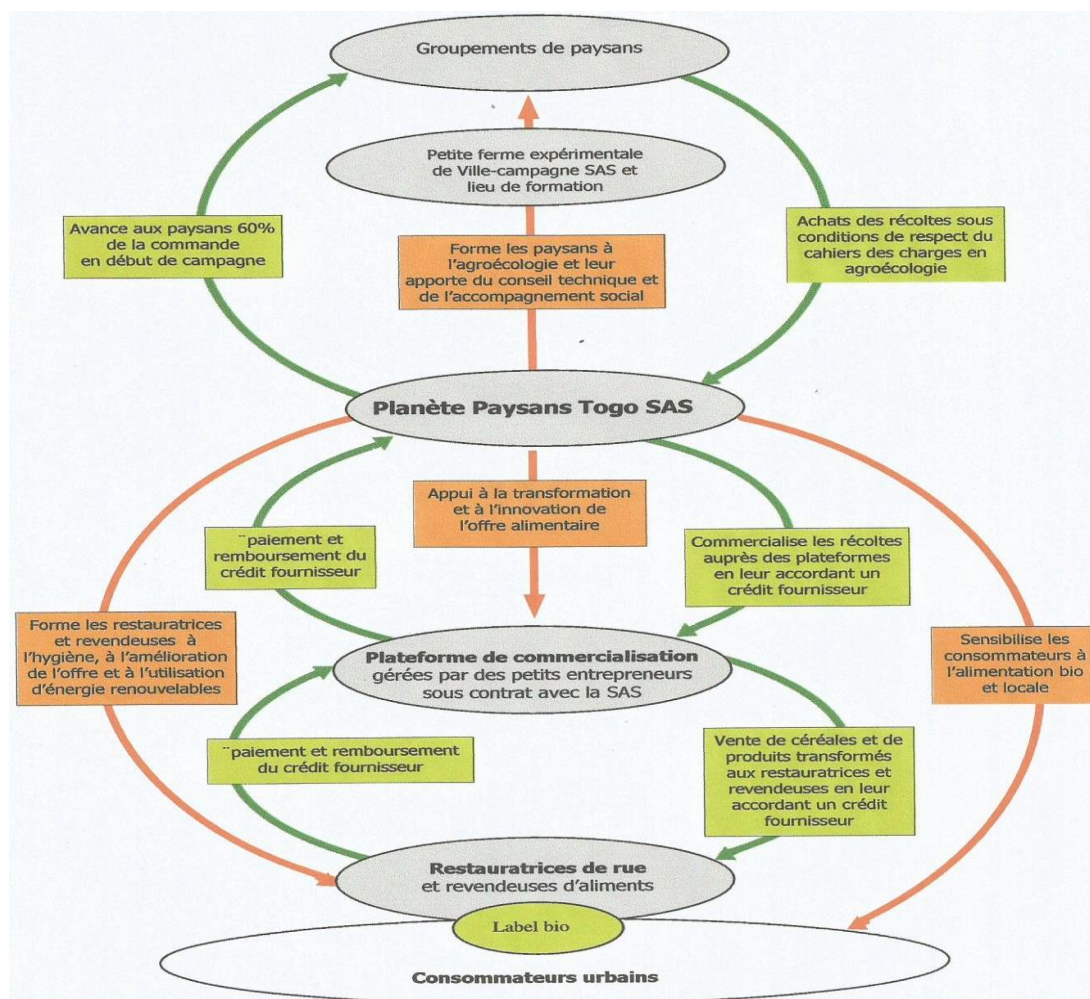 Groupements de paysans
Petite ferme expérimentale
de Ville-campagne SAS et
lieu de formation
Avance aux paysans 60%
de la commande
en début de campagne
Forme les paysans à
l'agroécologie et leur
apporte du conseil technique et
de l'accompagnement social
Achats des récoltes sous
conditions de respect du
cahiers des charges en
agroécologie
Planète Paysans Togo SAS
Appui à la transformation
et à l'innovation de
l'offre alimentaire
¨paiement et
remboursement du
crédit fournisseur
Commercialise les récoltes
auprès des plateformes
en leur accordant un
crédit fournisseur
Forme les restauratrices
et revendeuses à
l'hygiène, à l'amélioration
de l'offre et à l'utilisation
d'énergie renouvelables
Plateforme de commercialisation
gérées par des petits entrepreneurs
sous contrat avec la SAS
Sensibilise les
consommateurs à
l'alimentation bio
et locale
¨paiement et remboursement
du crédit fournisseur
Vente de céréales et de
produits transformés
aux restauratrices et
revendeuses en leur
accordant un crédit
fournisseur
Restauratrices de rue
et revendeuses d'aliments
Label bio
Consommateurs urbains